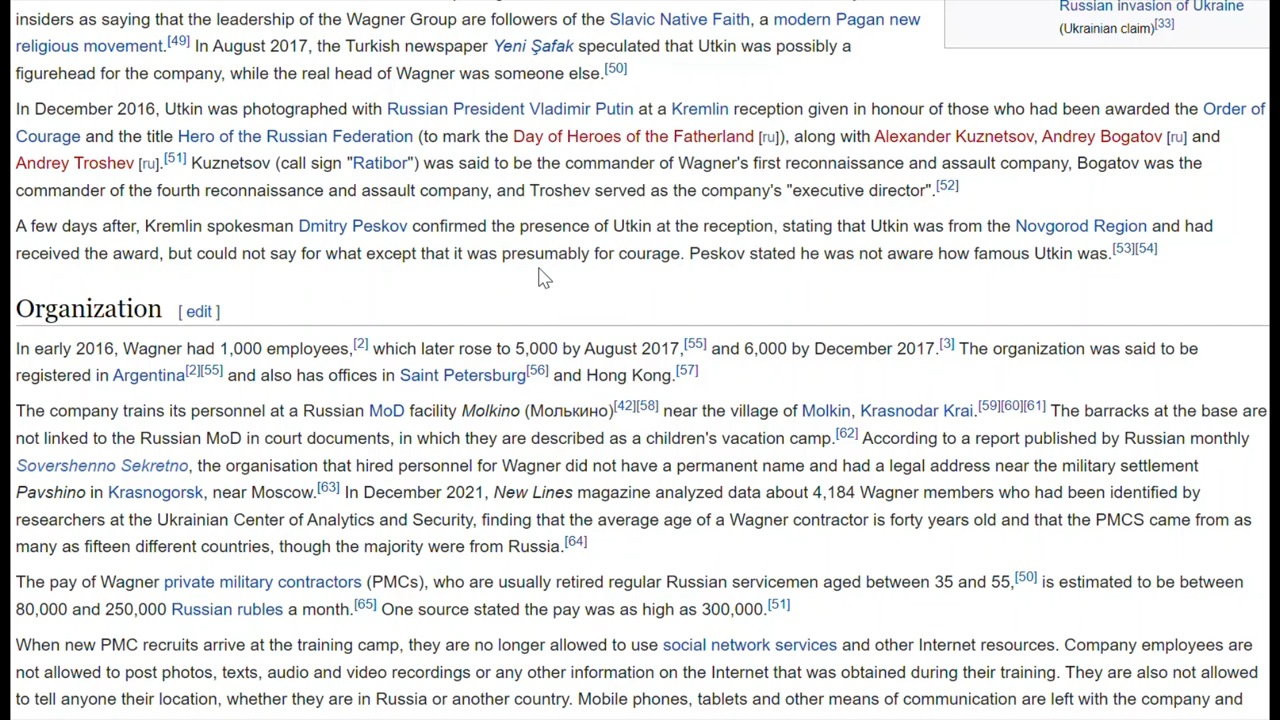 insiders as saying that the leadership of the Wagner Group are followers of the Slavic Native Faith, a modern Pagan new
religious movement.[49] In August 2017, the Turkish newspaper Yeni Şafak speculated that Utkin was possibly a
figurehead for the company, while the real head of Wagner was someone else.[50]
Russian invasion of Ukraine
(Ukrainian claim)[33]
In December 2016, Utkin was photographed with Russian President Vladimir Putin at a Kremlin reception given in honour of those who had been awarded the Order of
Courage and the title Hero of the Russian Federation (to mark the Day of Heroes of the Fatherland [ru]), along with Alexander Kuznetsov, Andrey Bogatov [ru] and
Andrey Troshev [ru].[51] Kuznetsov (call sign "Ratibor") was said to be the commander of Wagner's first reconnaissance and assault company, Bogatov was the
commander of the fourth reconnaissance and assault company, and Troshev served as the company's "executive director".[52]
A few days after, Kremlin spokesman Dmitry Peskov confirmed the presence of Utkin at the reception, stating that Utkin was from the Novgorod Region and had
received the award, but could not say for what except that it was presumably for courage. Peskov stated he was not aware how famous Utkin was.[53][54]
Organization [ edit ]
In early 2016, Wagner had 1,000 employees,[2] which later rose to 5,000 by August 2017,[55] and 6,000 by December 2017.[3] The organization was said to be
registered in Argentina[2][55] and also has offices in Saint Petersburg[56] and Hong Kong.[57]
The company trains its personnel at a Russian MoD facility Molkino (Молькино)[42][58] near the village of Molkin, Krasnodar Krai.[59][60][61] The barracks at the base are
not linked to the Russian MoD in court documents, in which they are described as a children's vacation camp.[62] According to a report published by Russian monthly
Sovershenno Sekretno, the organisation that hired personnel for Wagner did not have a permanent name and had a legal address near the military settlement
Pavshino in Krasnogorsk, near Moscow.[63] In December 2021, New Lines magazine analyzed data about 4,184 Wagner members who had been identified by
researchers at the Ukrainian Center of Analytics and Security, finding that the average age of a Wagner contractor is forty years old and that the PMCS came from as
many as fifteen different countries, though the majority were from Russia.[64]
The pay of Wagner private military contractors (PMCs), who are usually retired regular Russian servicemen aged between 35 and 55,[50] is estimated to be between
80,000 and 250,000 Russian rubles a month.[65] One source stated the pay was as high as 300,000.[51]
When new PMC recruits arrive at the training camp, they are no longer allowed to use social network services and other Internet resources. Company employees are
not allowed to post photos, texts, audio and video recordings or any other information on the Internet that was obtained during their training. They are also not allowed
to tell anyone their location, whether they are in Russia or another country. Mobile phones, tablets and other means of communication are left with the company and